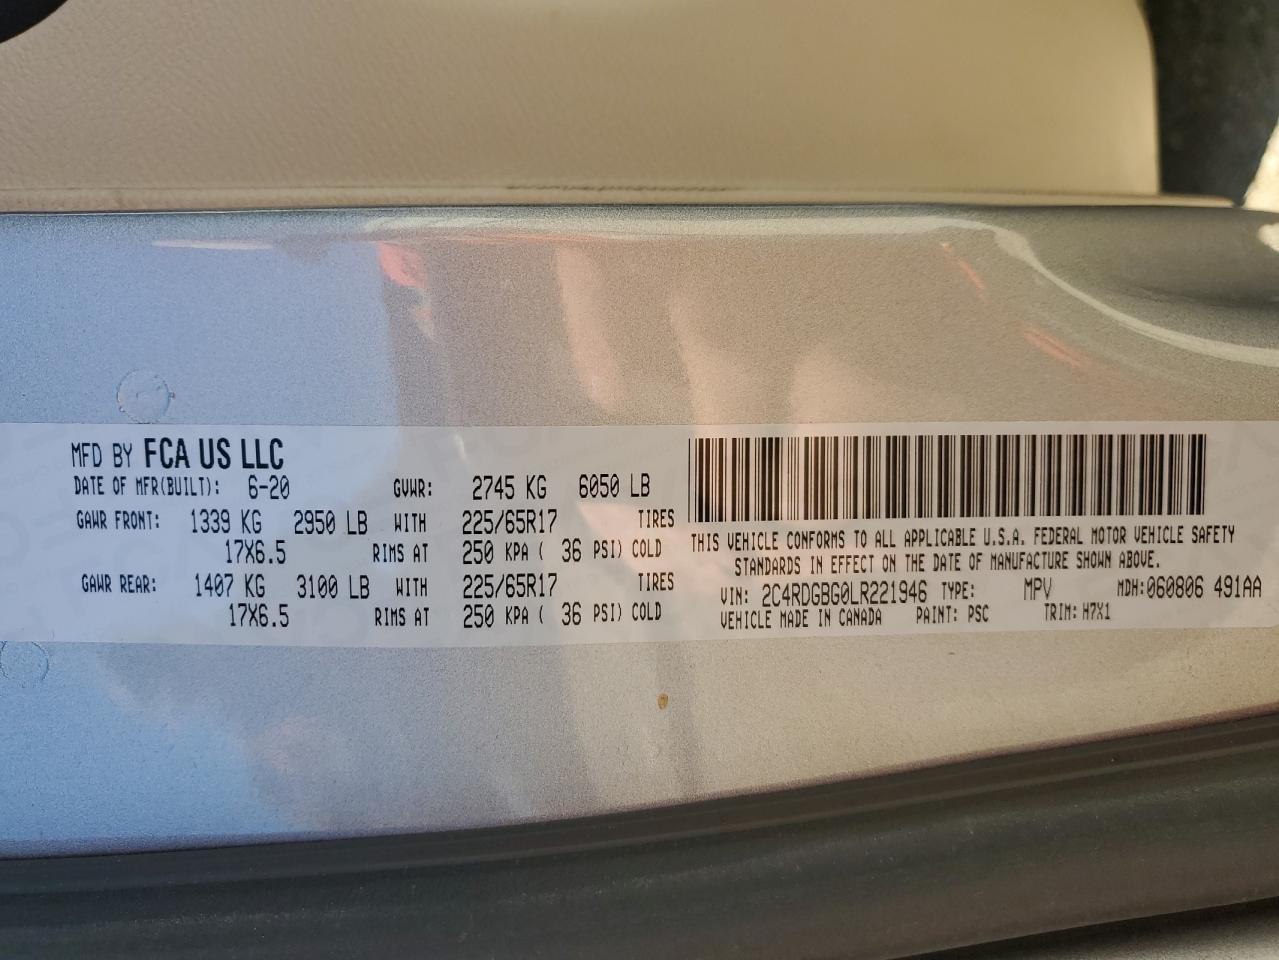 MFD BY FCA US LLC
DATE OF MFR(BUILT): 6-20 GVWR: 2745 KG 6050 LB
GAWR FRONT: 1339 KG 2950 LB WITH 225/65R17 TIRES
17X6.5 RIMS AT 250 KPA ( 36 PSI) COLD
GAWR REAR: 1407 KG 3100 LB WITH 225/65R17 TIRES
17X6.5 RIMS AT 250 KPA ( 36 PSI) COLD
THIS VEHICLE CONFORMS TO ALL APPLICABLE U.S.A. FEDERAL MOTOR VEHICLE SAFETY
STANDARDS IN EFFECT ON THE DATE OF MANUFACTURE SHOWN ABOVE.
VIN: 2C4RDGBG0LR221946 TYPE: MPV MDH:060806 491AA
VEHICLE MADE IN CANADA PAINT: PSC TRIM: H7X1